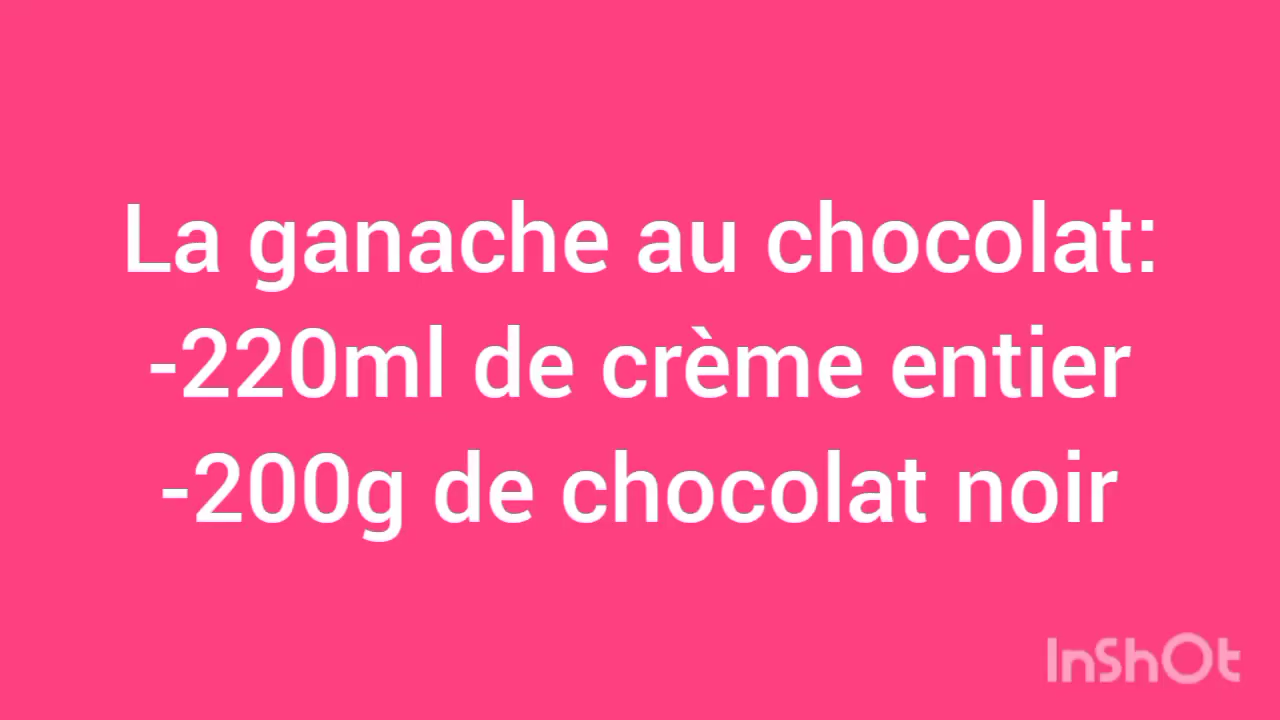 La ganache au chocolat:
-220ml de crème entier
-200g de chocolat noir
InShOt